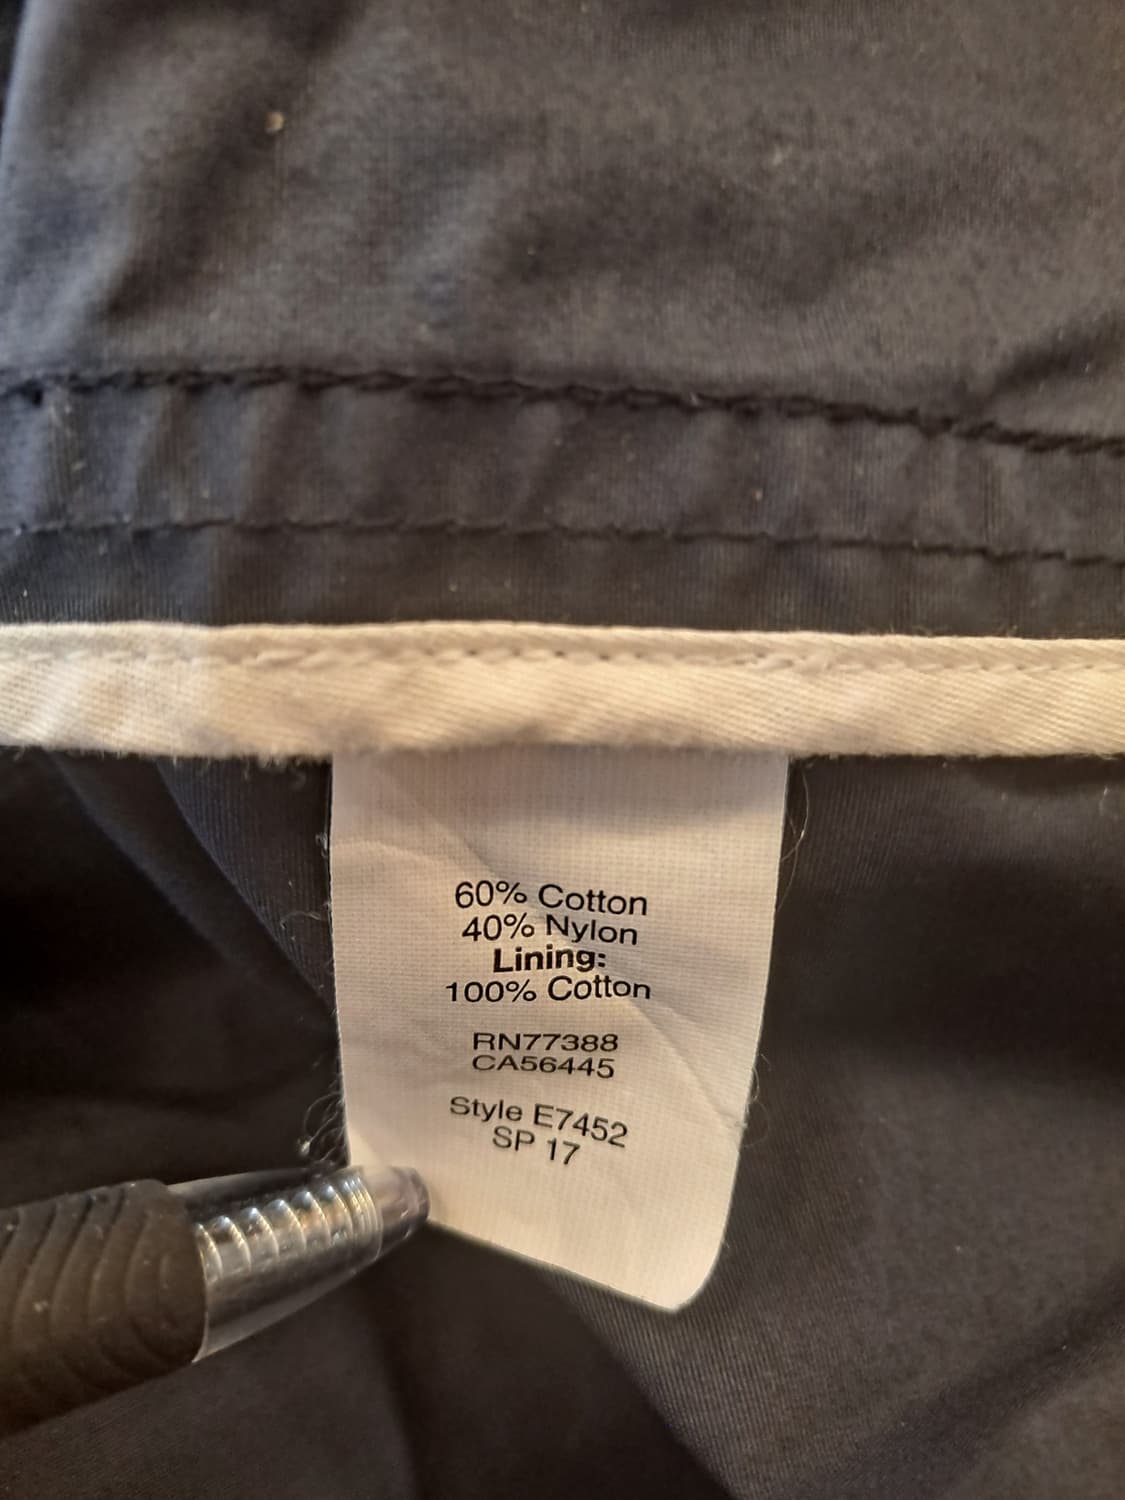 60% Cotton
40% Nylon
Lining:
100% Cotton
RN77388
CA56445
Style E7452
SP 17